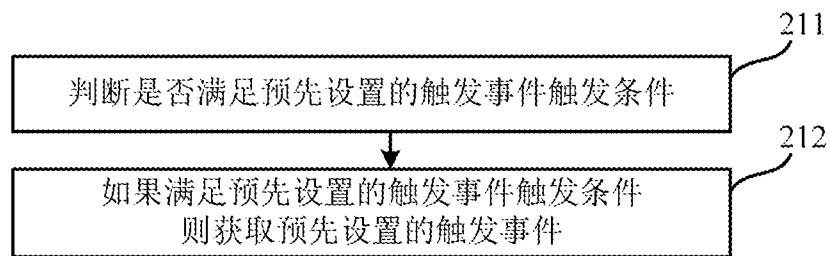 211
判断是否满足预先设置的触发事件触发条件
212
如果满足预先设置的触发事件触发条件
则获取预先设置的触发事件